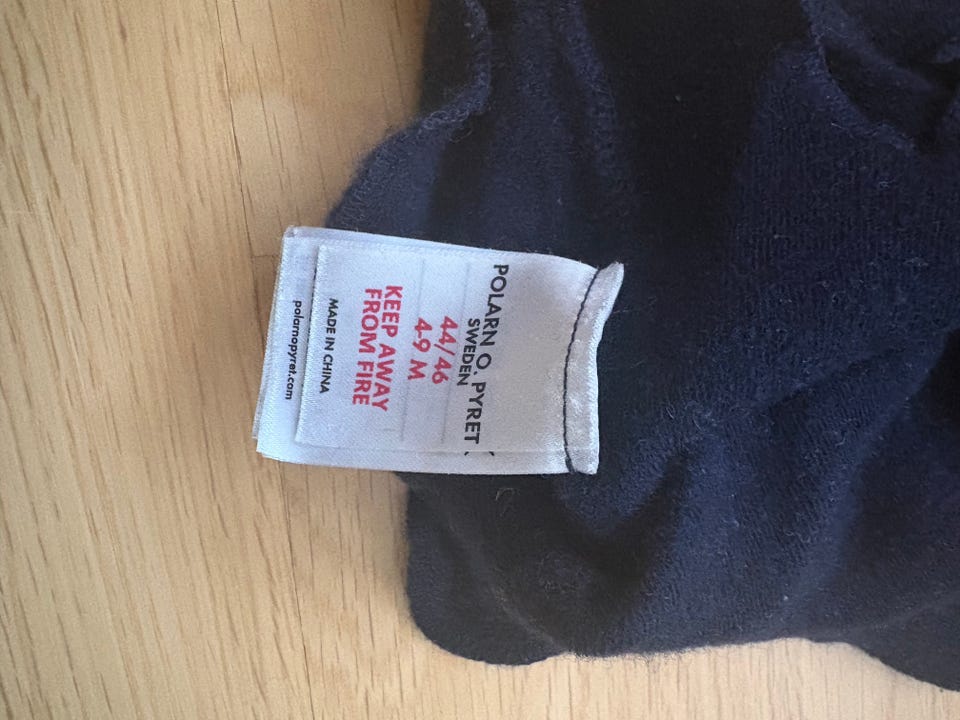 POLARN O. PYRET
SWEDEN
44/46
4-9 M
KEEP AWAY
FROM FIRE
MADE IN CHINA
polarnopyret.com